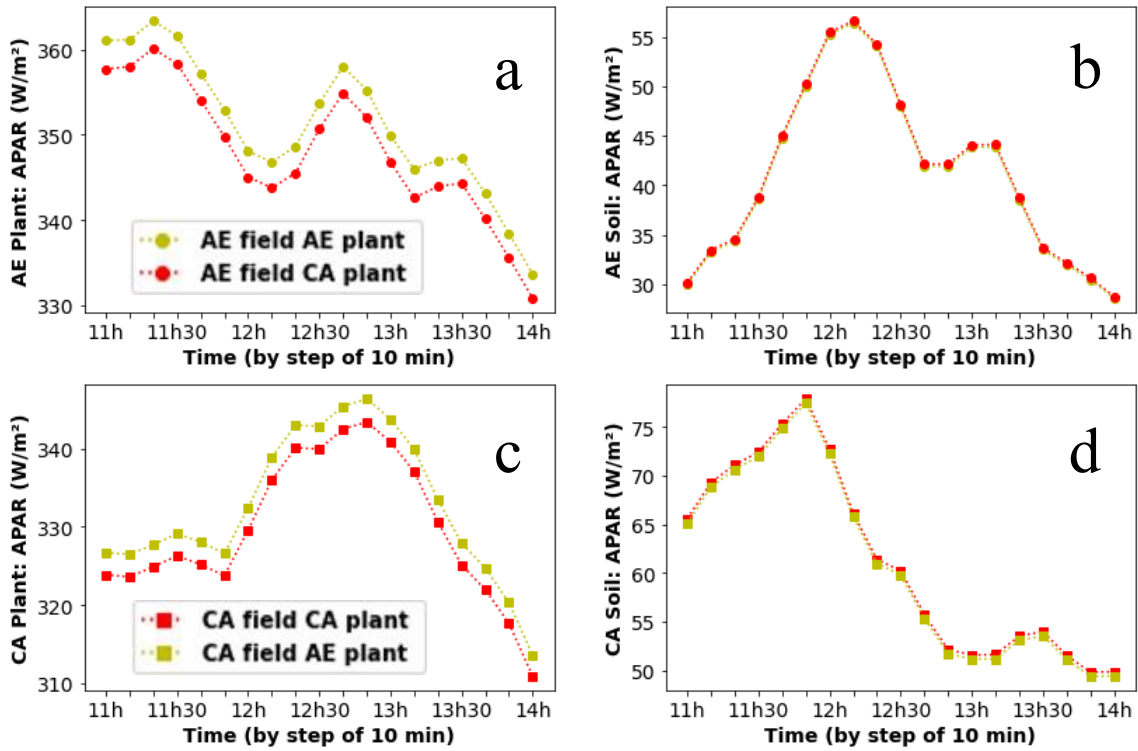 AE Plant: APAR (W/m²)
360
350
340
330
a
AE field AE plant
AE field CA plant
11h 11h30 12h 12h30 13h 13h30 14h
Time (by step of 10 min)
AE Soil: APAR (W/m²)
55
50
45
40
35
30
b
11h 11h30 12h 12h30 13h 13h30 14h
Time (by step of 10 min)
CA Plant: APAR (W/m²)
340
330
320
310
c
CA field CA plant
CA field AE plant
11h 11h30 12h 12h30 13h 13h30 14h
Time (by step of 10 min)
CA Soil: APAR (W/m²)
75
70
65
60
55
50
d
11h 11h30 12h 12h30 13h 13h30 14h
Time (by step of 10 min)